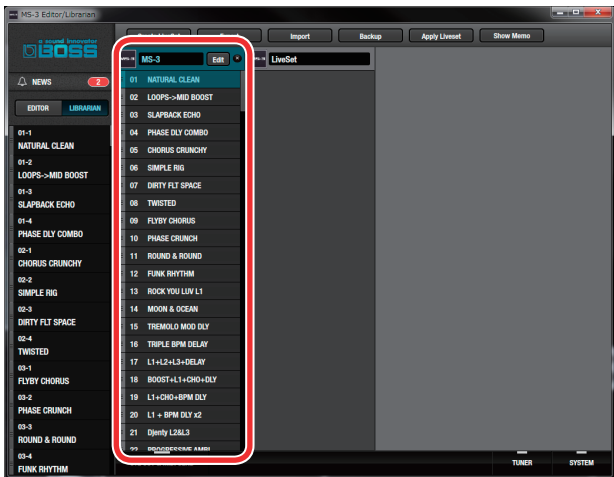 MS-3 Editor/Librarian
Import
Backup
Apply Liveset
Show Memo
a sound innovator
BOSS
MS-3
Edit
LiveSet
NEWS
2
EDITOR
LIBRARIAN
01-1
NATURAL CLEAN
01-2
LOOPS->MID BOOST
01-3
SLAPBACK ECHO
01-4
PHASE DLY COMBO
02-1
CHORUS CRUNCHY
02-2
SIMPLE RIG
02-3
DIRTY FLT SPACE
02-4
TWISTED
03-1
FLYBY CHORUS
03-2
PHASE CRUNCH
03-3
ROUND & ROUND
03-4
FUNK RHYTHM
01 NATURAL CLEAN
02 LOOPS->MID BOOST
03 SLAPBACK ECHO
04 PHASE DLY COMBO
05 CHORUS CRUNCHY
06 SIMPLE RIG
07 DIRTY FLT SPACE
08 TWISTED
09 FLYBY CHORUS
10 PHASE CRUNCH
11 ROUND & ROUND
12 FUNK RHYTHM
13 ROCK YOU LUV L1
14 MOON & OCEAN
15 TREMOLO MOD DLY
16 TRIPLE BPM DELAY
17 L1+L2+L3+DELAY
18 BOOST+L1+CHO+DLY
19 L1+CHO+BPM DLY
20 L1 + BPM DLY x2
21 Djenty L2&L3
22 PROGRESSIVE AMBI
TUNER
SYSTEM